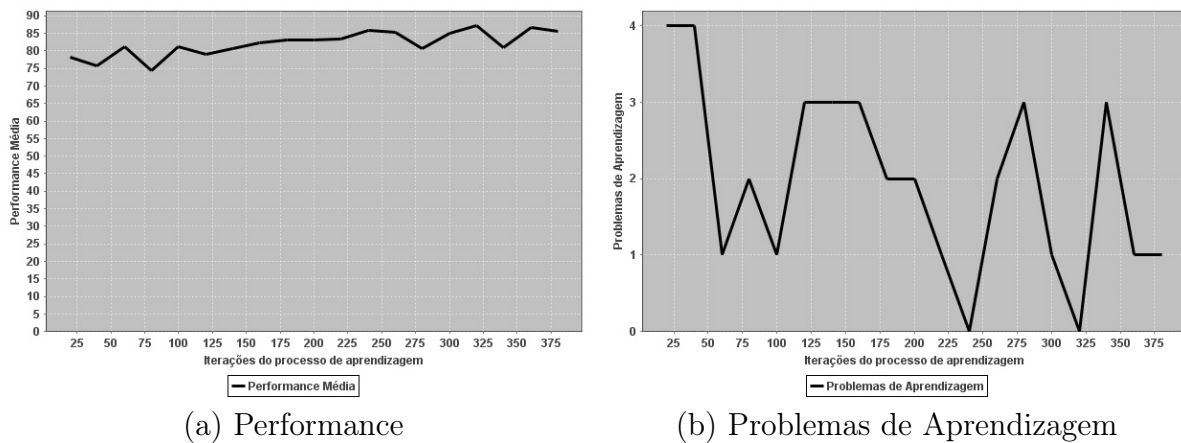 90
85
80
75
70
65
60
55
50
45
40
35
30
25
20
15
10
5
0
Performance Média
25 50 75 100 125 150 175 200 225 250 275 300 325 350 375
Iterações do processo de aprendizagem
Performance Média
(a) Performance
4
3
2
1
0
Problemas de Aprendizagem
25 50 75 100 125 150 175 200 225 250 275 300 325 350 375
Iterações do processo de aprendizagem
Problemas de Aprendizagem
(b) Problemas de Aprendizagem